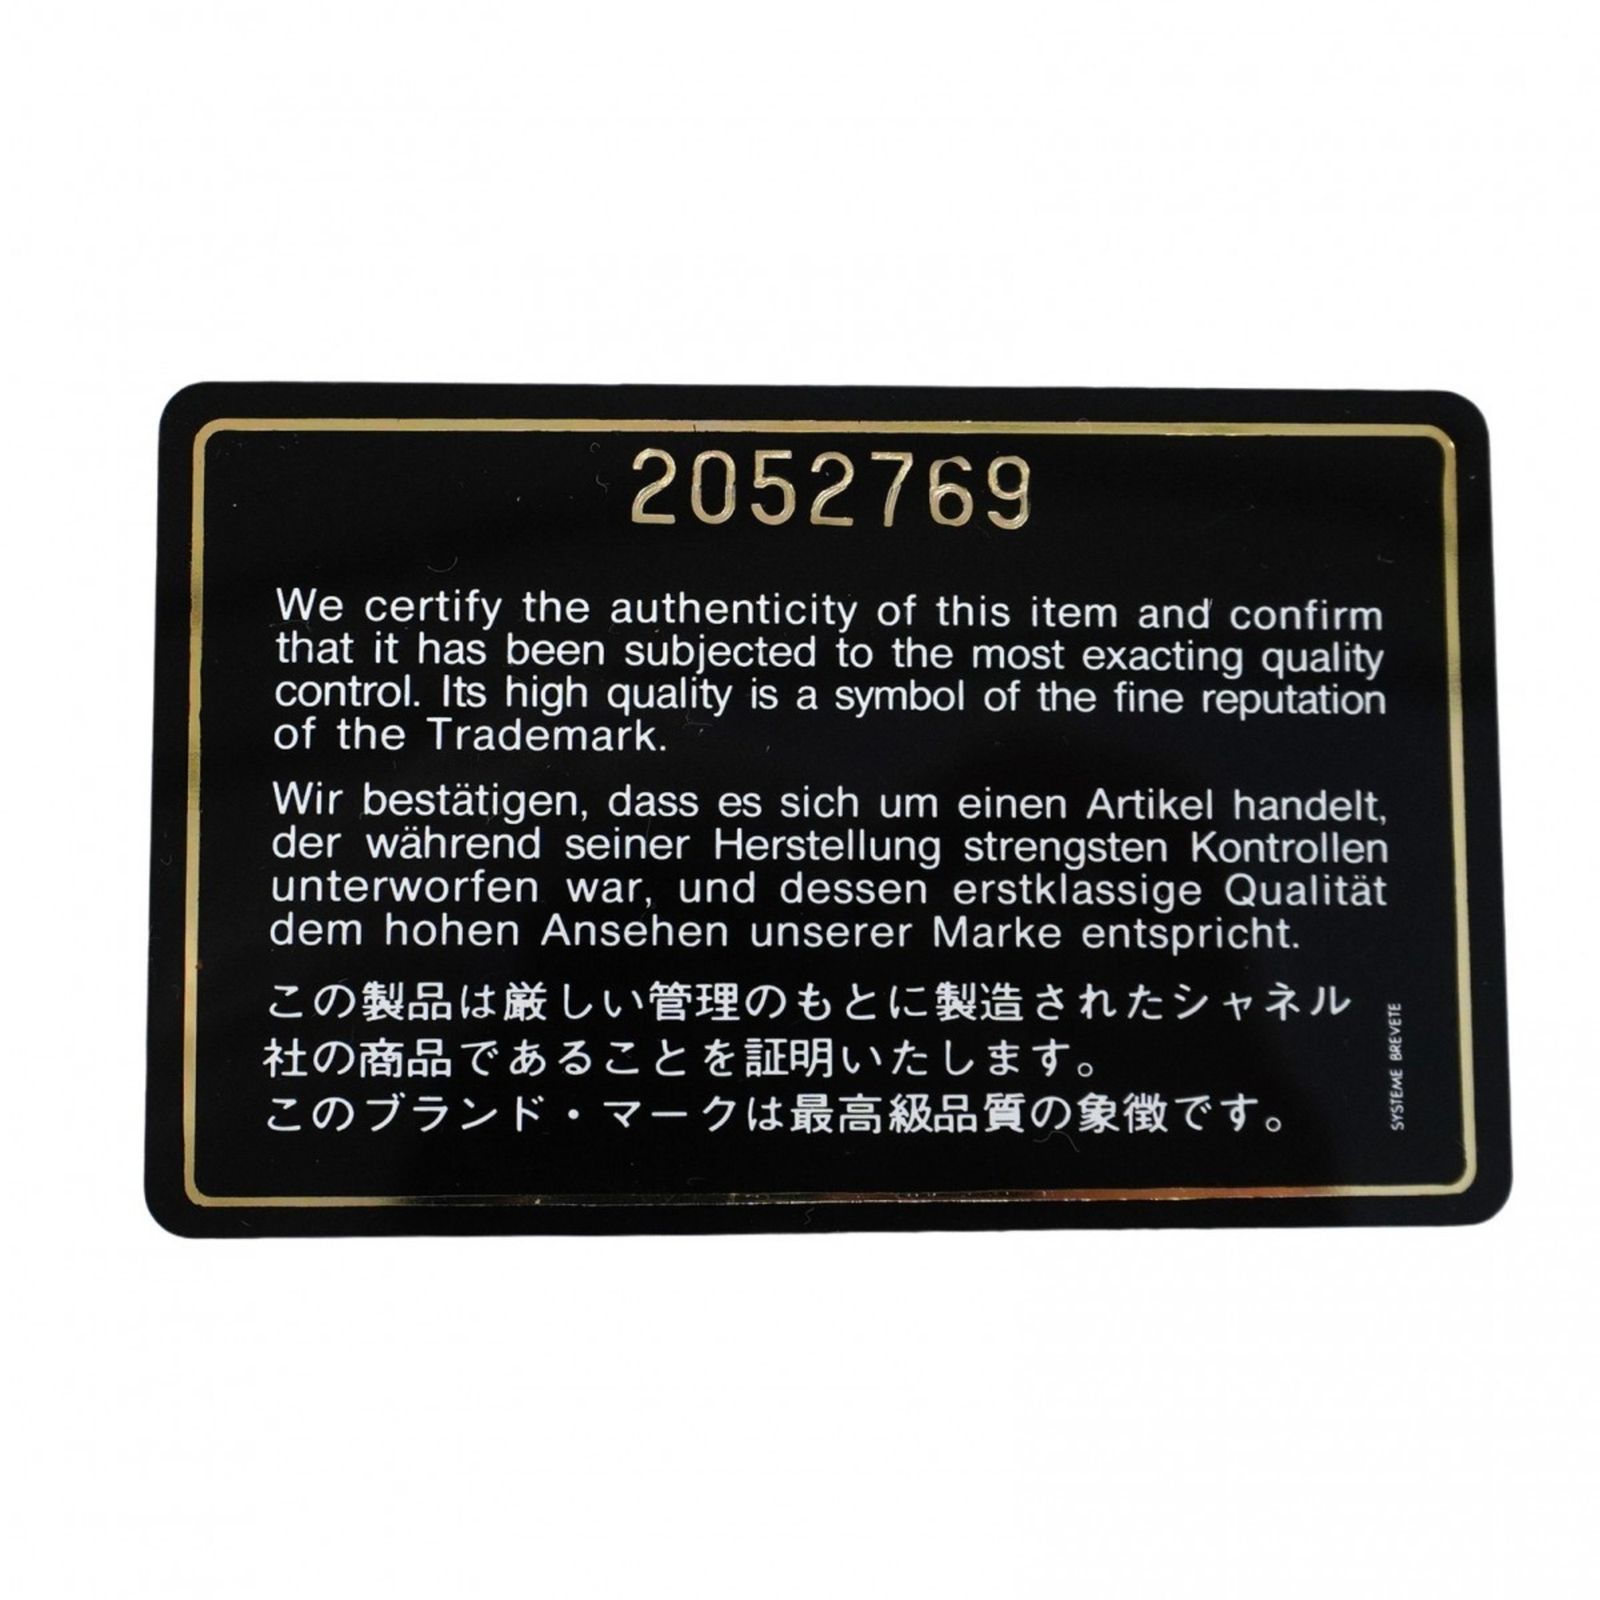 2052769
We certify the authenticity of this item and confirm
that it has been subjected to the most exacting quality
control. Its high quality is a symbol of the fine reputation
of the Trademark.
Wir bestätigen, dass es sich um einen Artikel handelt,
der während seiner Herstellung strengsten Kontrollen
unterworfen war, und dessen erstklassige Qualität
dem hohen Ansehen unserer Marke entspricht.
この製品は厳しい管理のもとに製造されたシャネル
社の商品であることを証明いたします。
このブランド・マークは最高級品質の象徴です。
SYSTEME BREVETE